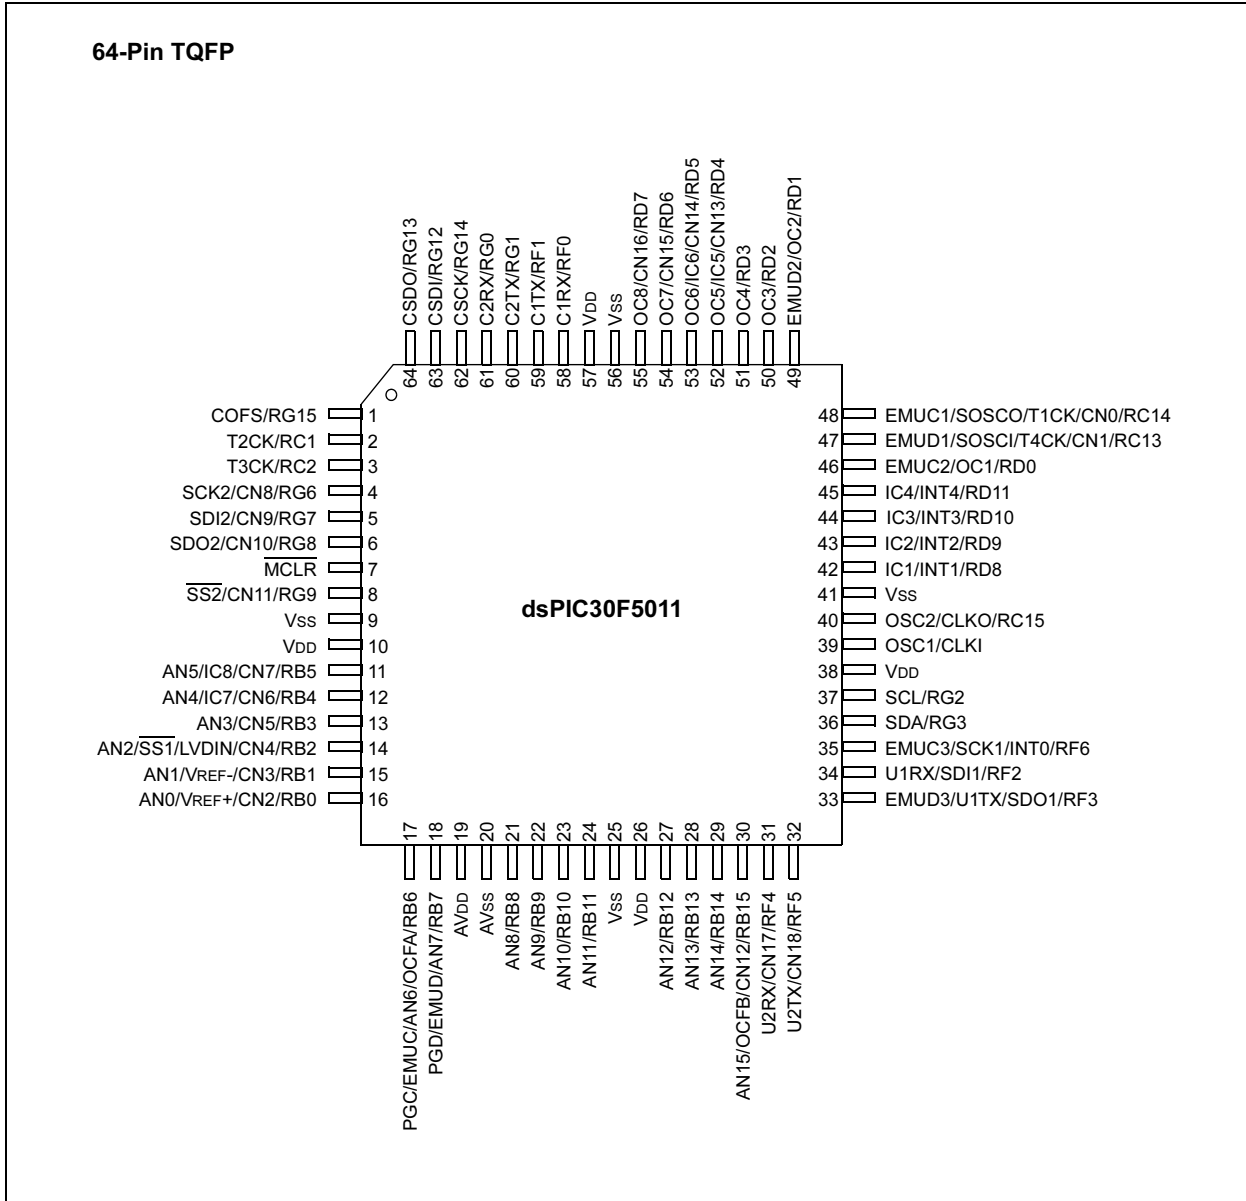 64-Pin TQFP
CSDO/RG13
CSDI/RG12
CSCK/RG14
C2RX/RG0
C2TX/RG1
C1TX/RF1
C1RX/RF0
VDD
VSS
OC8/CN16/RD7
OC7/CN15/RD6
OC6/IC6/CN14/RD5
OC5/IC5/CN13/RD4
OC4/RD3
OC3/RD2
EMUD2/OC2/RD1
64 63 62 61 60 59 58 57 56 55 54 53 52 51 50 49
COFS/RG15 1
T2CK/RC1 2
T3CK/RC2 3
SCK2/CN8/RG6 4
SDI2/CN9/RG7 5
SDO2/CN10/RG8 6
MCLR 7
SS2/CN11/RG9 8
VSS 9
VDD 10
AN5/IC8/CN7/RB5 11
AN4/IC7/CN6/RB4 12
AN3/CN5/RB3 13
AN2/SS1/LVDIN/CN4/RB2 14
AN1/VREF-/CN3/RB1 15
AN0/VREF+/CN2/RB0 16
dsPIC30F5011
48 EMUC1/SOSCO/T1CK/CN0/RC14
47 EMUD1/SOSCI/T4CK/CN1/RC13
46 EMUC2/OC1/RD0
45 IC4/INT4/RD11
44 IC3/INT3/RD10
43 IC2/INT2/RD9
42 IC1/INT1/RD8
41 VSS
40 OSC2/CLKO/RC15
39 OSC1/CLKI
38 VDD
37 SCL/RG2
36 SDA/RG3
35 EMUC3/SCK1/INT0/RF6
34 U1RX/SDI1/RF2
33 EMUD3/U1TX/SDO1/RF3
17 18 19 20 21 22 23 24 25 26 27 28 29 30 31 32
PGC/EMUC/AN6/OCFA/RB6
PGD/EMUD/AN7/RB7
AVDD
AVSS
AN8/RB8
AN9/RB9
AN10/RB10
AN11/RB11
VSS
VDD
AN12/RB12
AN13/RB13
AN14/RB14
AN15/OCFB/CN12/RB15
U2RX/CN17/RF4
U2TX/CN18/RF5